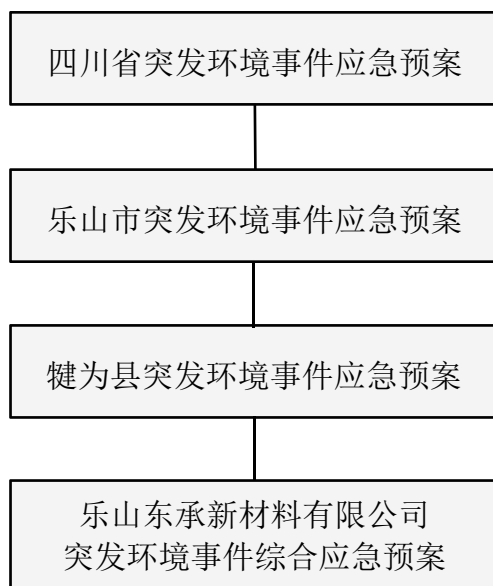 四川省突发环境事件应急预案
乐山市突发环境事件应急预案
犍为县突发环境事件应急预案
乐山东承新材料有限公司
突发环境事件综合应急预案